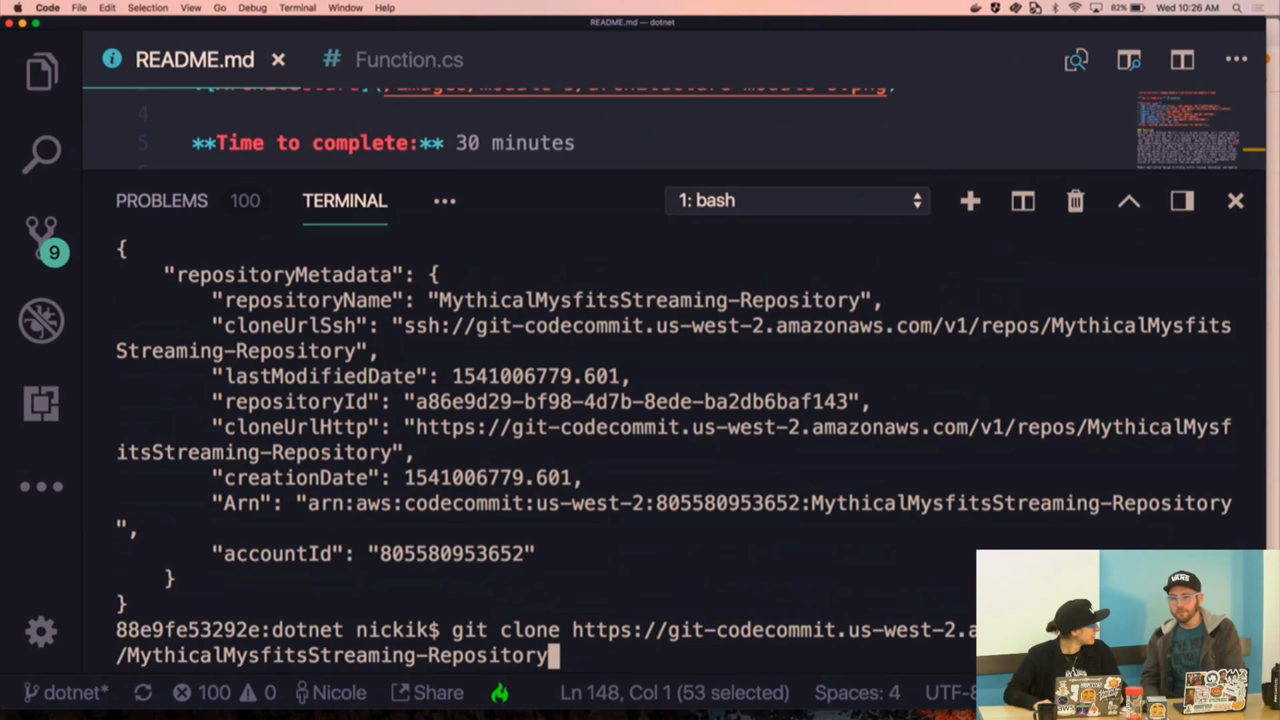 Code File Edit Selection View Go Debug Terminal Window Help 82% Wed 10:26 AM
README.md — dotnet
README.md Function.cs
4
5 **Time to complete:** 30 minutes
PROBLEMS 100 TERMINAL 1: bash
{
"repositoryMetadata": {
"repositoryName": "MythicalMysfitsStreaming-Repository",
"cloneUrlSsh": "ssh://git-codecommit.us-west-2.amazonaws.com/v1/repos/MythicalMysfits
Streaming-Repository",
"lastModifiedDate": 1541006779.601,
"repositoryId": "a86e9d29-bf98-4d7b-8ede-ba2db6baf143",
9
"cloneUrlHttp": "https://git-codecommit.us-west-2.amazonaws.com/v1/repos/MythicalMysf
itsStreaming-Repository",
"creationDate": 1541006779.601,
"Arn": "arn:aws:codecommit:us-west-2:805580953652:MythicalMysfitsStreaming-Repository
",
"accountId": "805580953652"
}
}
88e9fe53292e:dotnet nickik$ git clone https://git-codecommit.us-west-2.a
/MythicalMysfitsStreaming-Repository
VANS
dotnet* 100 0 Nicole Share Ln 148, Col 1 (53 selected) Spaces: 4 UTF-8